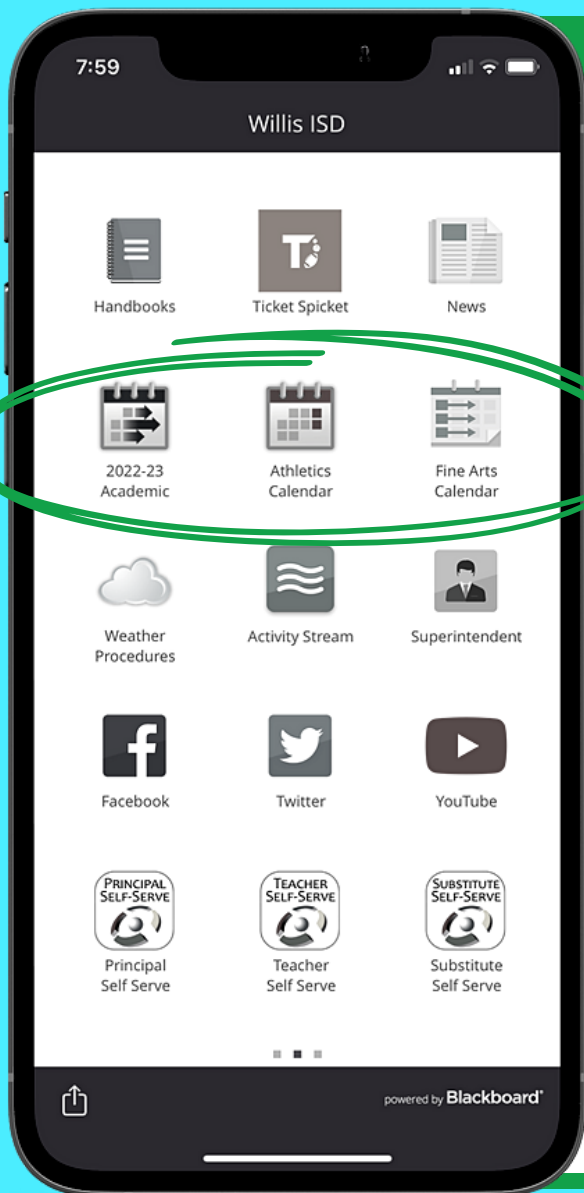 7:59
Willis ISD
Handbooks
Ticket Spicket
News
2022-23
Academic
Athletics
Calendar
Fine Arts
Calendar
Weather
Procedures
Activity Stream
Superintendent
Facebook
Twitter
YouTube
PRINCIPAL
SELF-SERVE
TEACHER
SELF-SERVE
SUBSTITUTE
SELF-SERVE
Principal
Self Serve
Teacher
Self Serve
Substitute
Self Serve
powered by Blackboard